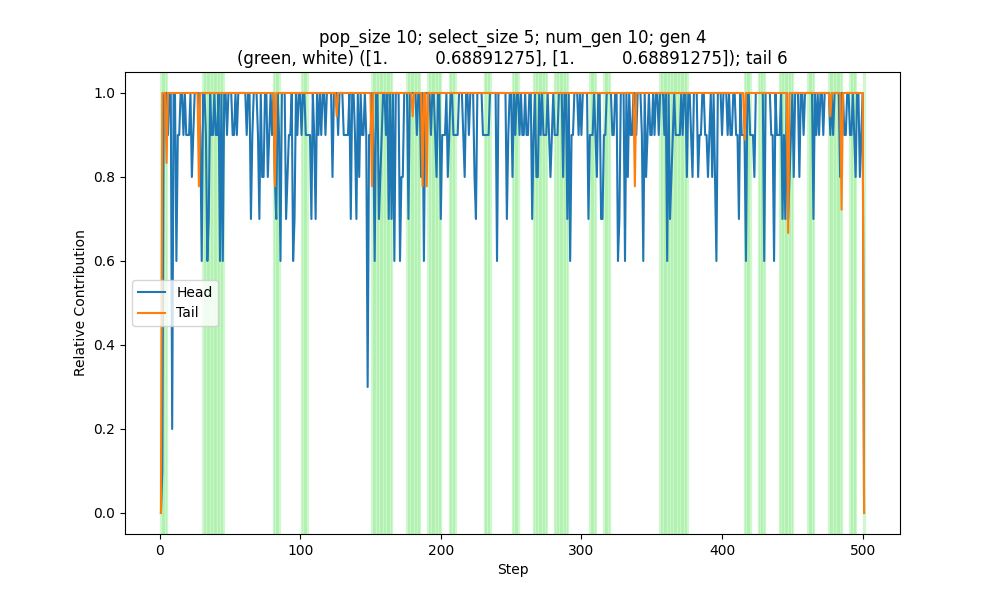 pop_size 10; select_size 5; num_gen 10; gen 4
(green, white) ([1.         0.68891275], [1.         0.68891275]); tail 6
1.0
0.8
0.6
0.4
0.2
0.0
Relative Contribution
Head
Tail
0
100
200
300
400
500
Step